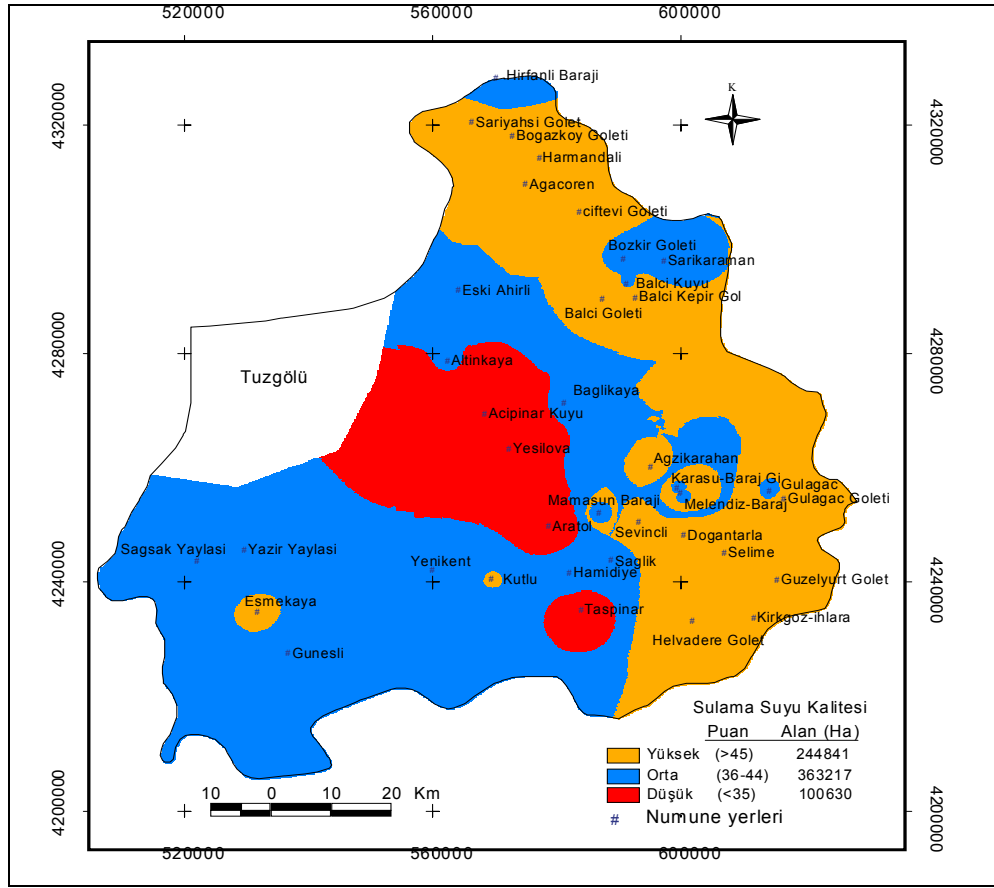 520000 560000 600000
K
4320000 4320000
Hirfanli Baraji
Sariyahsi Golet
Bogazkoy Goleti
Harmandali
Agacoren
ciftevi Goleti
Bozkir Goleti
Sarikaraman
Eski Ahirli
Balci Kuyu
Balci Kepir Gol
Balci Goleti
4280000 4280000
Altinkaya
Tuzgölü
Baglikaya
Acipinar Kuyu
Yesilova
Agzikarahan
Karasu-Baraj Gi
Gulagac
Mamasun Baraji
Melendiz-Baraj
Gulagac Goleti
Aratol
Sevincli
Dogantarla
Sagsak Yaylasi
Yazir Yaylasi
Selime
Yenikent
Saglik
4240000 4240000
Kutlu
Hamidiye
Guzelyurt Golet
Esmekaya
Taspinar
Kirkgoz-ihlara
Helvadere Golet
Gunesli
Sulama Suyu Kalitesi
Puan Alan (Ha)
Yüksek (>45) 244841
Orta (36-44) 363217
Düşük (<35) 100630
# Numune yerleri
10 0 10 20 Km
4200000 4200000
520000 560000 600000